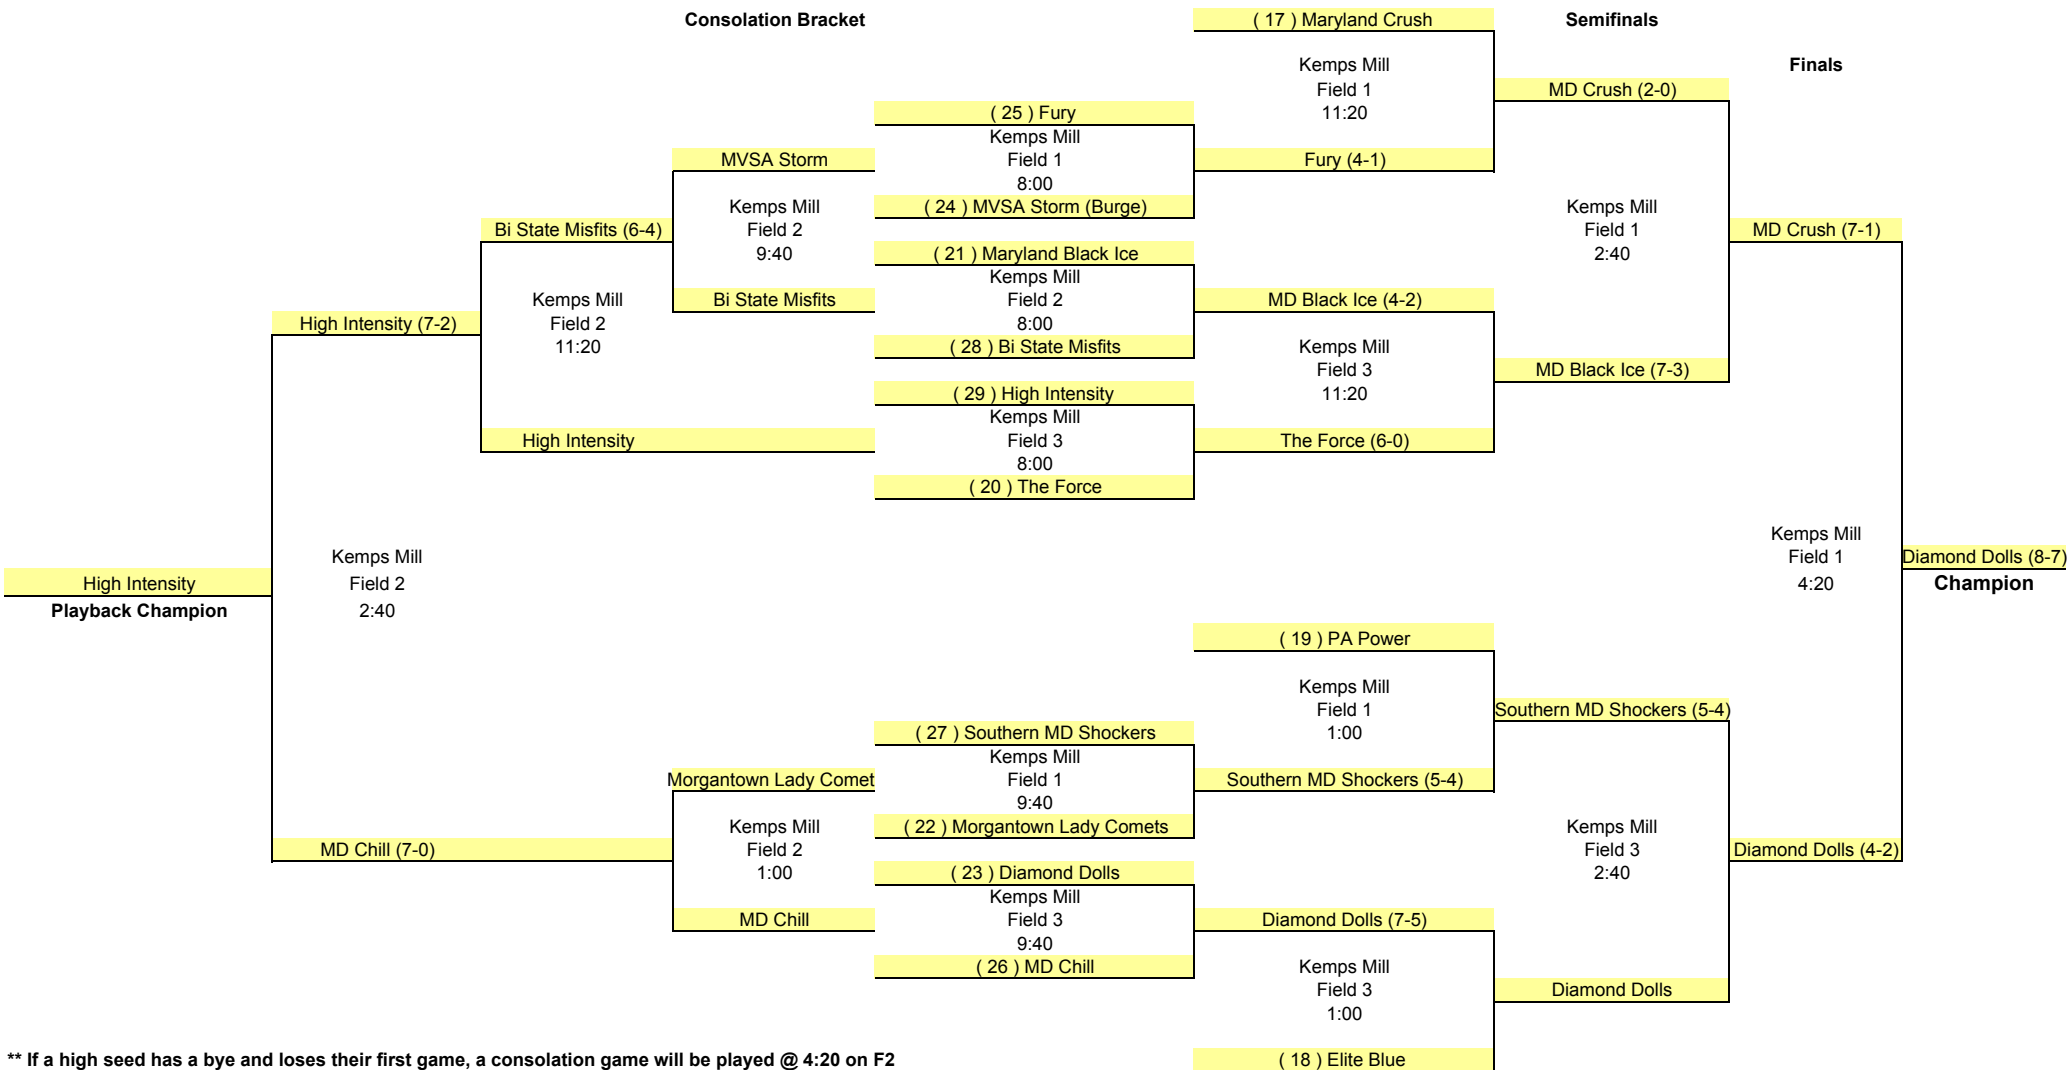 Consolation Bracket
( 17 ) Maryland Crush
Semifinals
Kemps Mill
Field 1
11:20
Finals
MD Crush (2-0)
( 25 ) Fury
Kemps Mill
Field 1
8:00
MVSA Storm
Fury (4-1)
( 24 ) MVSA Storm (Burge)
Kemps Mill
Field 2
9:40
Kemps Mill
Field 1
2:40
Bi State Misfits (6-4)
MD Crush (7-1)
( 21 ) Maryland Black Ice
Kemps Mill
Field 2
8:00
Bi State Misfits
MD Black Ice (4-2)
Kemps Mill
Field 2
11:20
High Intensity (7-2)
( 28 ) Bi State Misfits
Kemps Mill
Field 3
11:20
MD Black Ice (7-3)
( 29 ) High Intensity
Kemps Mill
Field 3
8:00
High Intensity
The Force (6-0)
( 20 ) The Force
Kemps Mill
Field 1
4:20
Kemps Mill
Field 2
2:40
Diamond Dolls (8-7)
Champion
High Intensity
Playback Champion
( 19 ) PA Power
Kemps Mill
Field 1
1:00
Southern MD Shockers (5-4)
( 27 ) Southern MD Shockers
Kemps Mill
Field 1
9:40
Morgantown Lady Comet
Southern MD Shockers (5-4)
( 22 ) Morgantown Lady Comets
Kemps Mill
Field 2
1:00
Kemps Mill
Field 3
2:40
MD Chill (7-0)
Diamond Dolls (4-2)
( 23 ) Diamond Dolls
Kemps Mill
Field 3
9:40
MD Chill
Diamond Dolls (7-5)
( 26 ) MD Chill
Kemps Mill
Field 3
1:00
Diamond Dolls
** If a high seed has a bye and loses their first game, a consolation game will be played @ 4:20 on F2
( 18 ) Elite Blue